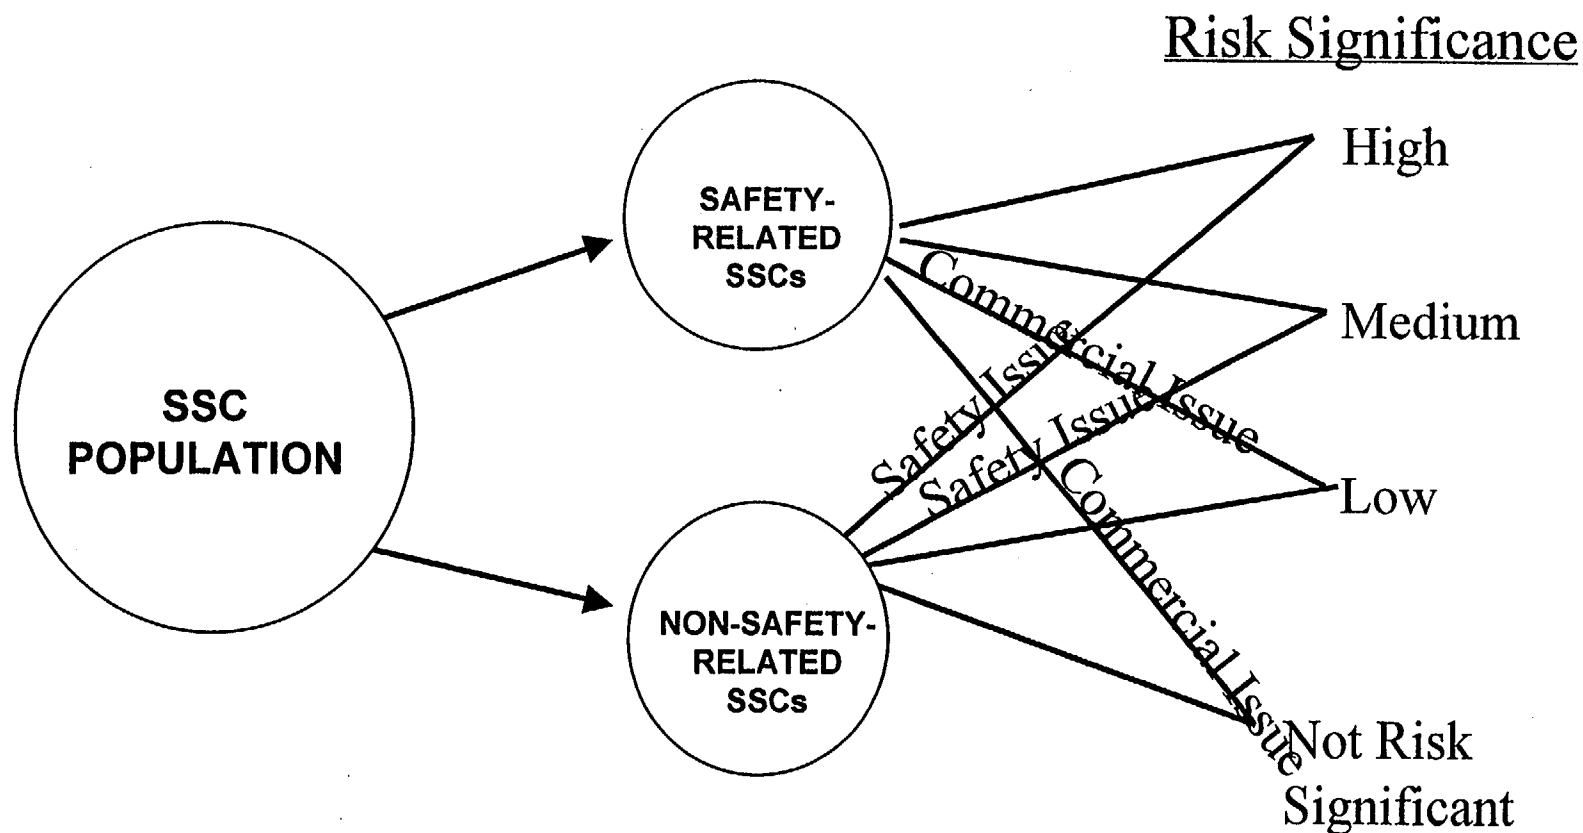 Risk Significance
SAFETY-
RELATED
SSCs
High
Commercial Issue
Medium
Safety Issue
Safety Issue
SSC
POPULATION
Commercial Issue
Low
NON-SAFETY-
RELATED
SSCs
Not Risk
Significant